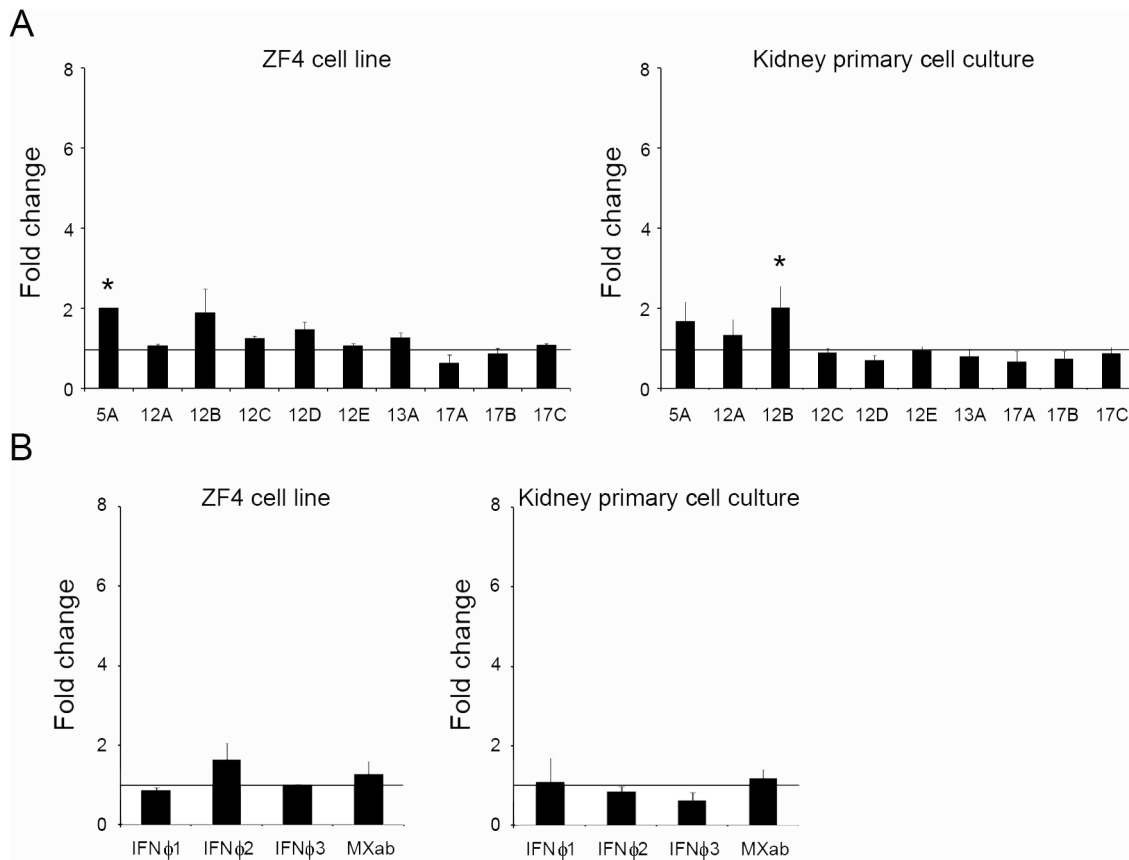 A
ZF4 cell line
Kidney primary cell culture
Fold change
8
6
4
2
0
*
5A 12A 12B 12C 12D 12E 13A 17A 17B 17C
Fold change
8
6
4
2
0
*
5A 12A 12B 12C 12D 12E 13A 17A 17B 17C
B
ZF4 cell line
Kidney primary cell culture
Fold change
8
6
4
2
0
IFNϕ1 IFNϕ2 IFNϕ3 MXab
Fold change
8
6
4
2
0
IFNϕ1 IFNϕ2 IFNϕ3 MXab